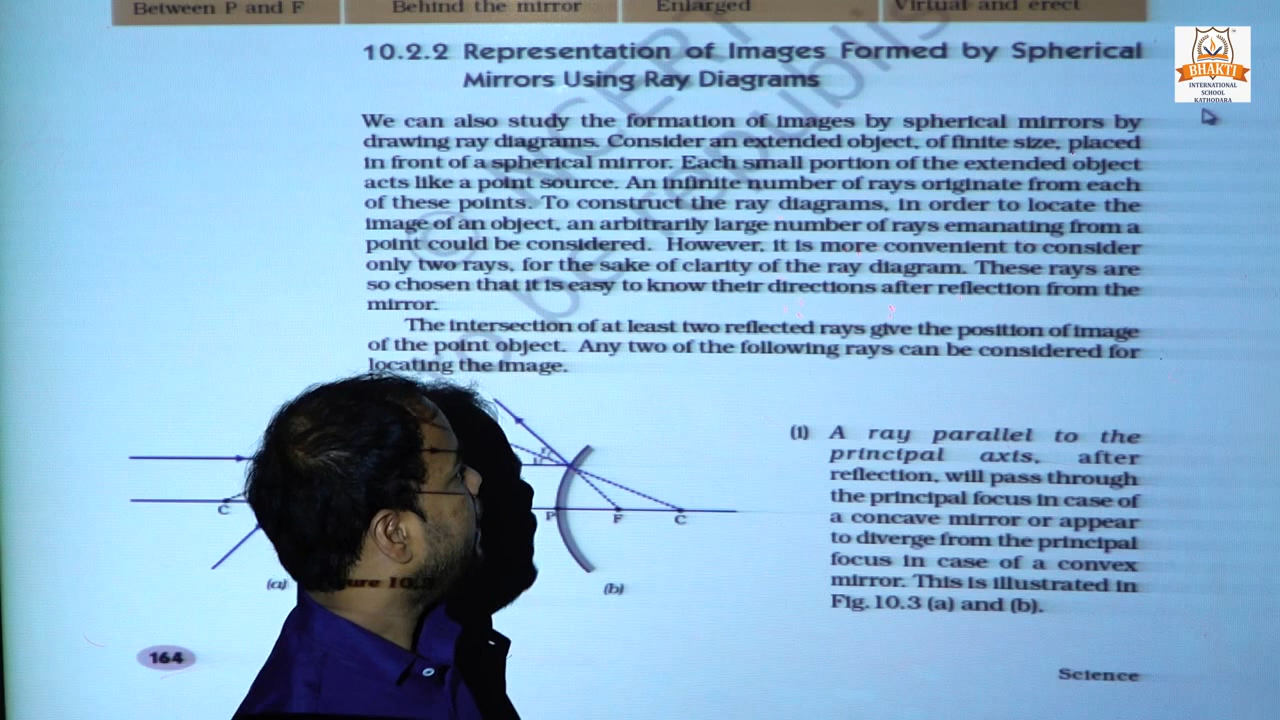 Between P and F Behind the mirror Enlarged Virtual and erect
BHAKTI
INTERNATIONAL
SCHOOL
KATHODARA
10.2.2 Representation of Images Formed by Spherical
Mirrors Using Ray Diagrams
We can also study the formation of images by spherical mirrors by
drawing ray diagrams. Consider an extended object, of finite size, placed
in front of a spherical mirror. Each small portion of the extended object
acts like a point source. An infinite number of rays originate from each
of these points. To construct the ray diagrams, in order to locate the
image of an object, an arbitrarily large number of rays emanating from a
point could be considered. However, it is more convenient to consider
only two rays, for the sake of clarity of the ray diagram. These rays are
so chosen that it is easy to know their directions after reflection from the
mirror.
The intersection of at least two reflected rays give the position of image
of the point object. Any two of the following rays can be considered for
locating the image.
C
P F C
(a)
(b)
(i) A ray parallel to the
principal axis, after
reflection, will pass through
the principal focus in case of
a concave mirror or appear
to diverge from the principal
focus in case of a convex
mirror. This is illustrated in
Fig.10.3 (a) and (b).
164
Science
© NCERT
be republis